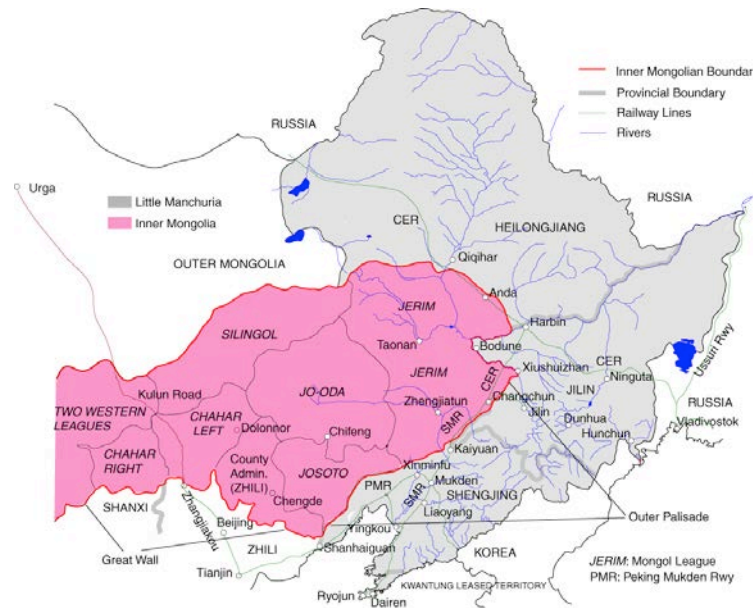 Inner Mongolian Boundar
Provincial Boundary
Railway Lines
Rivers
RUSSIA
Urga
RUSSIA
Little Manchuria
Inner Mongolia
CER
HEILONGJIANG
OUTER MONGOLIA
Qiqihar
JERIM
Anda
SILINGOL
Harbin
Taonan
Bodune
Ussuri Rwy
JERIM
CER
Xiushuizhan
CER
Kulun Road
JO-ODA
JILIN
Ninguta
TWO WESTERN
LEAGUES
Zhengjiatun
Changchun
RUSSIA
CHAHAR
LEFT
SMR
Jilin
Dunhua
Vladivostok
Dolonnor
Chifeng
Hunchun
CHAHAR
RIGHT
Kaiyuan
County
Admin.
(ZHILI)
JOSOTO
Xinminfu
Chengde
PMR
Mukden
SHANXI
Zhangjiakou
SMR
SHENGJING
Liaoyang
Outer Palisade
Beijing
Yingkou
Great Wall
ZHILI
Shanhaiguan
KOREA
JERIM: Mongol League
Tianjin
KWANTUNG LEASED TERRITORY
PMR: Peking Mukden Rwy
Ryojun
Dairen